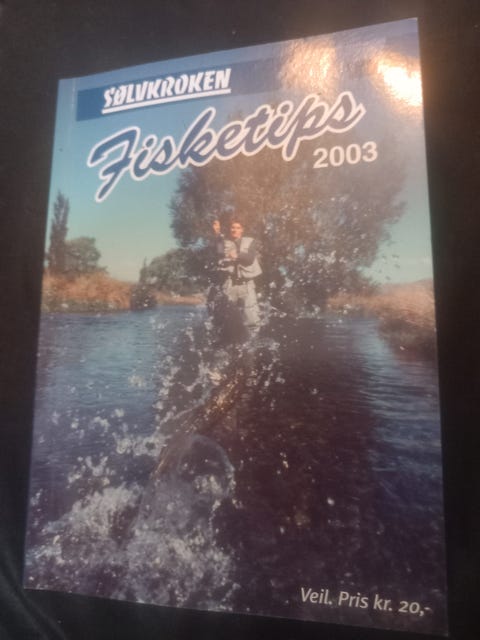 SØLVKROKEN
Fisketips
2003
Veil. Pris kr. 20,-